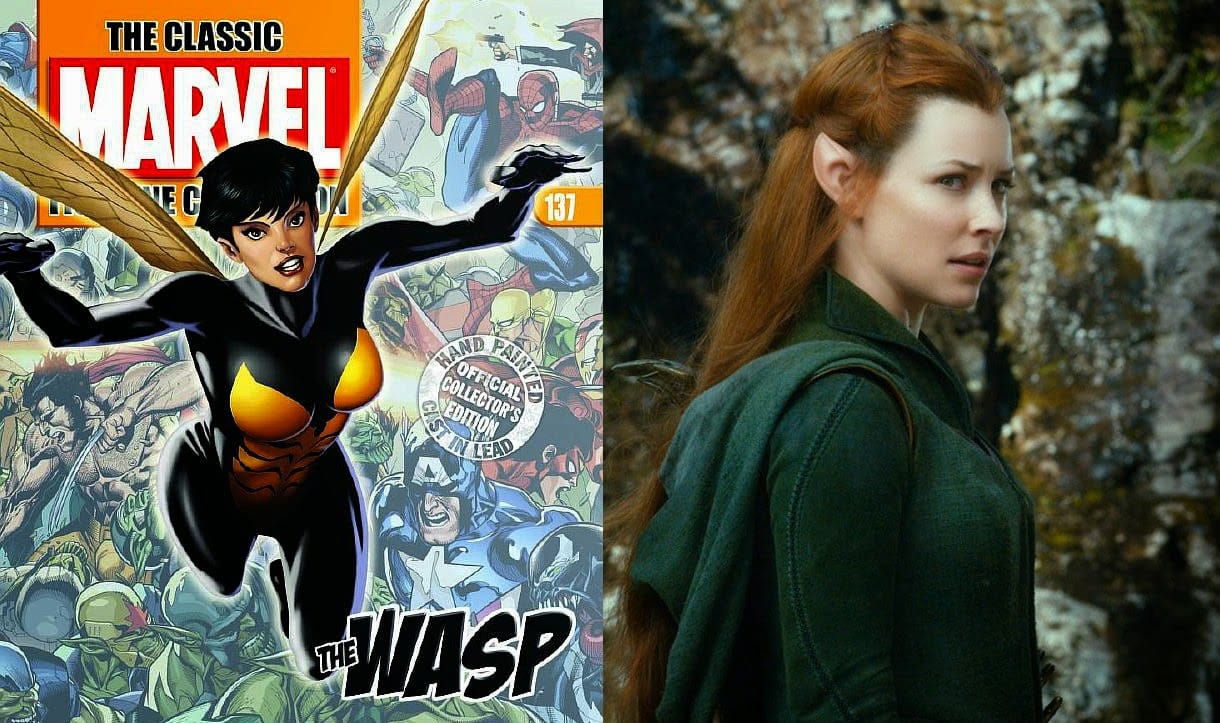 THE CLASSIC
MARVEL
137
HAND PAINTED
OFFICIAL
COLLECTOR'S
EDITION
CAST IN LEAD
THE WASP